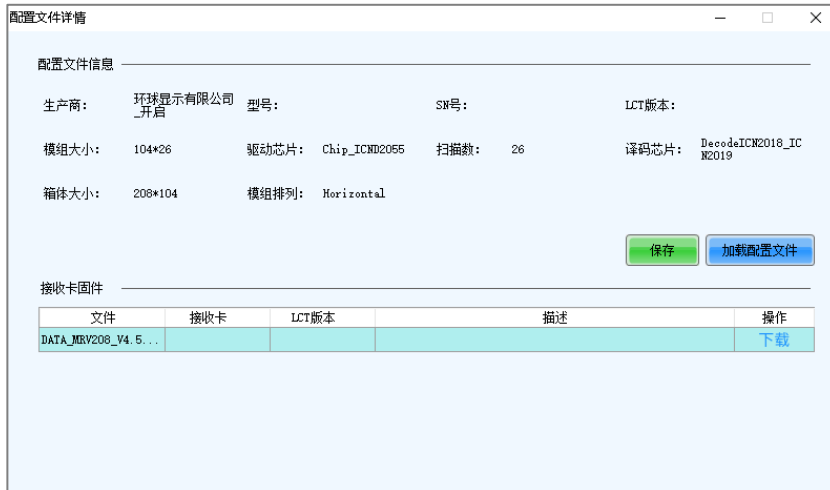 配置文件详情
配置文件信息
生产商: 环球显示有限公司_开启 型号: SN号: LCT版本:
模组大小: 104*26 驱动芯片: Chip_ICND2055 扫描数: 26 译码芯片: DecodeICN2018_ICN2019
箱体大小: 208*104 模组排列: Horizontal
保存 加载配置文件
接收卡固件
文件 接收卡 LCT版本 描述 操作
DATA_MRV208_V4.5... 下载